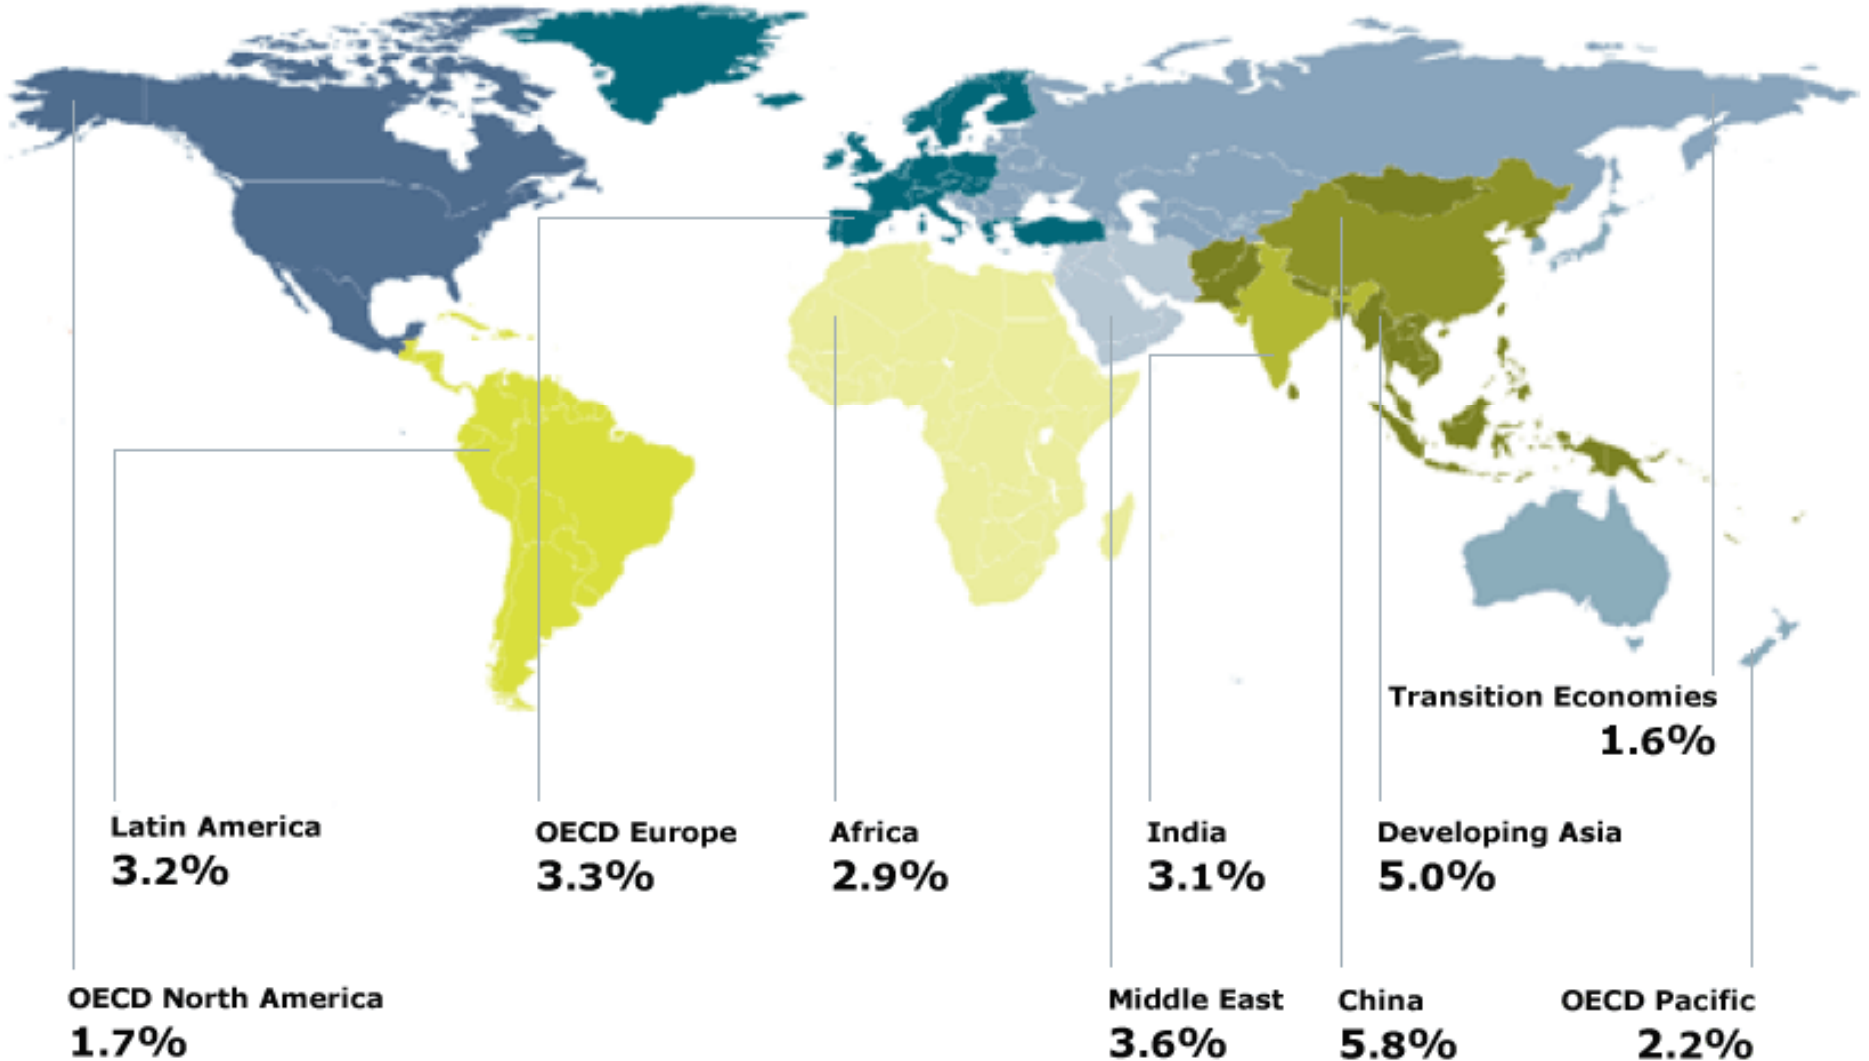 Transition Economies
1.6%
Latin America
3.2%
OECD Europe
3.3%
Africa
2.9%
India
3.1%
Developing Asia
5.0%
OECD North America
1.7%
Middle East
3.6%
China
5.8%
OECD Pacific
2.2%